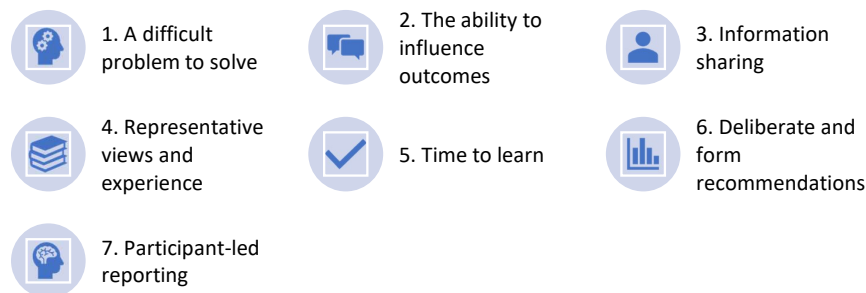 1. A difficult
problem to solve
2. The ability to
influence
outcomes
3. Information
sharing
4. Representative
views and
experience
5. Time to learn
6. Deliberate and
form
recommendations
7. Participant-led
reporting